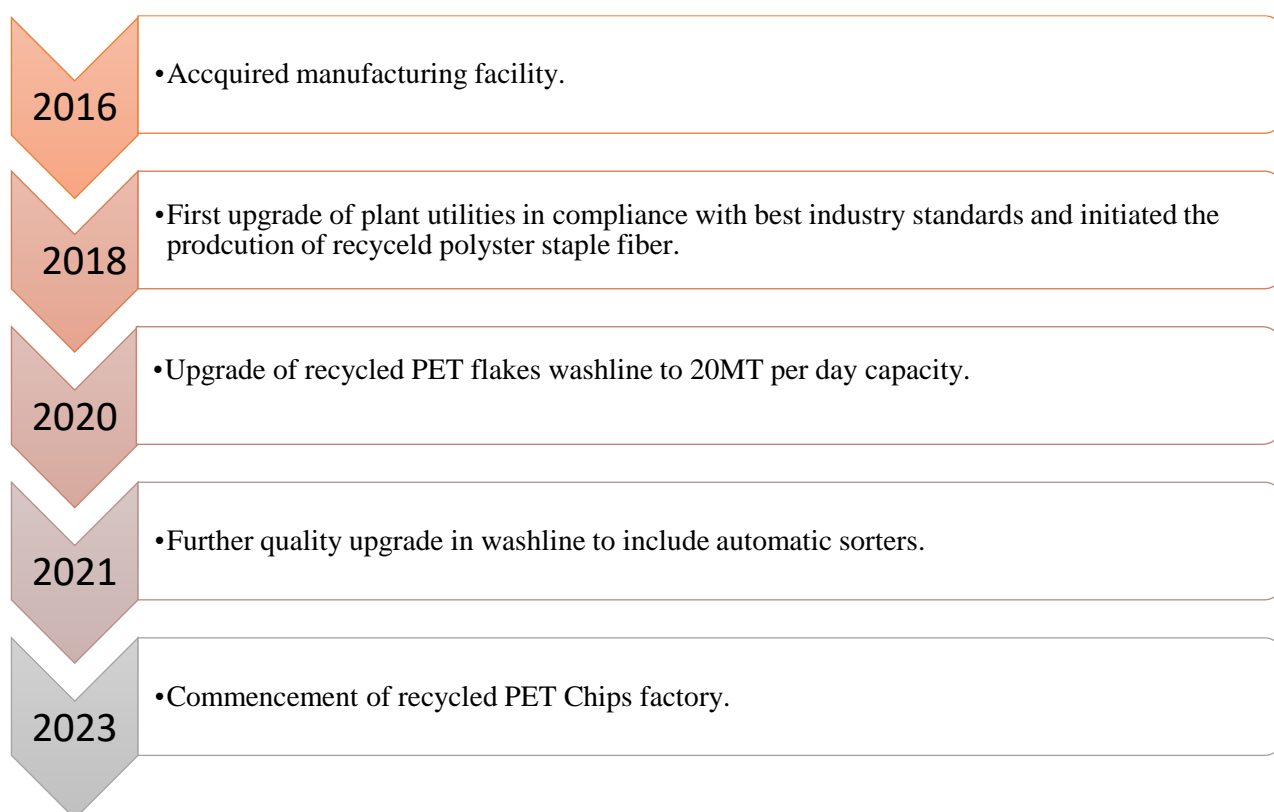 2016
•Accquired manufacturing facility.
2018
•First upgrade of plant utilities in compliance with best industry standards and initiated the
prodcution of recyceld polyster staple fiber.
2020
•Upgrade of recycled PET flakes washline to 20MT per day capacity.
2021
•Further quality upgrade in washline to include automatic sorters.
2023
•Commencement of recycled PET Chips factory.